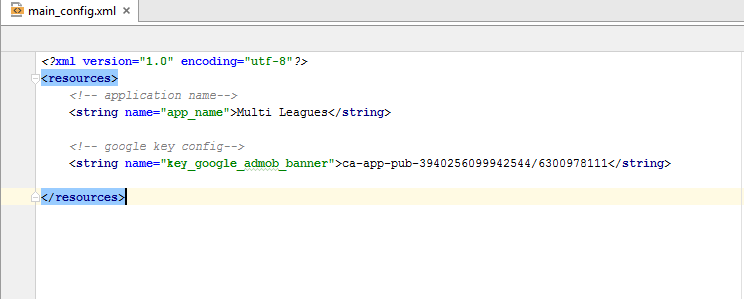 main_config.xml
<?xml version="1.0" encoding="utf-8"?>
<resources>
<!-- application name-->
<string name="app_name">Multi Leagues</string>
<!-- google key config-->
<string name="key_google_admob_banner">ca-app-pub-3940256099942544/6300978111</string>
</resources>